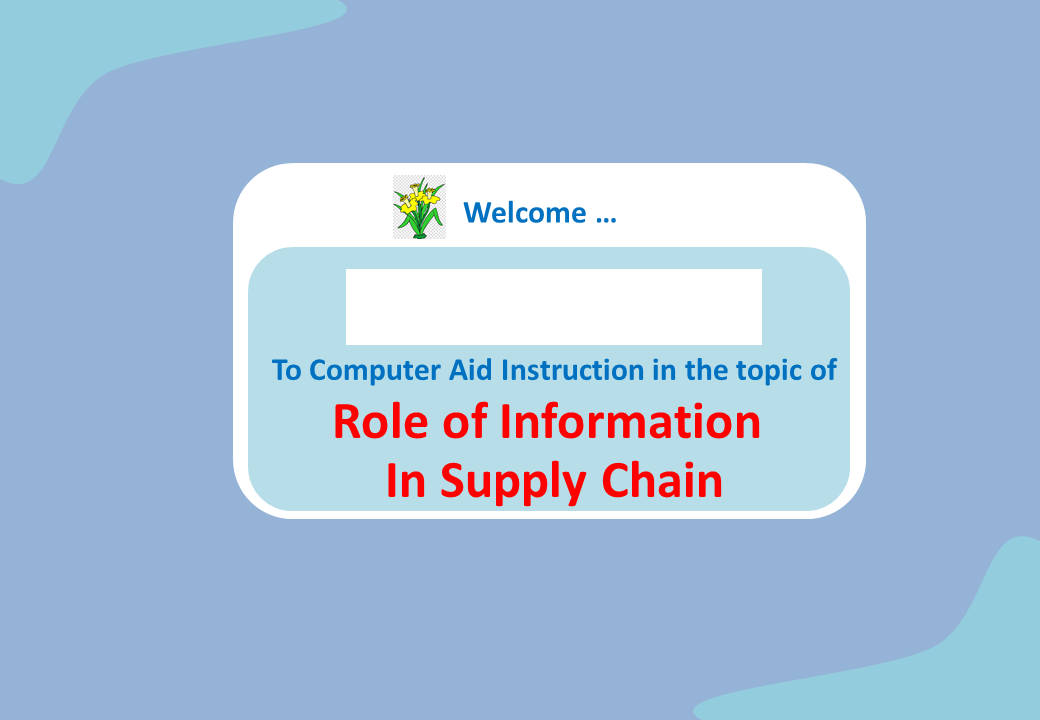 Welcome ...
To Computer Aid Instruction in the topic of
Role of Information
In Supply Chain